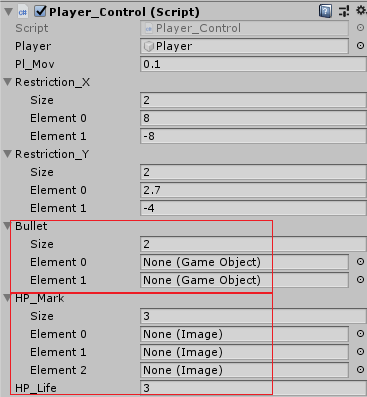 Player_Control (Script)
Script Player_Control
Player Player
Pl_Mov 0.1
Restriction_X
Size 2
Element 0 8
Element 1 -8
Restriction_Y
Size 2
Element 0 2.7
Element 1 -4
Bullet
Size 2
Element 0 None (Game Object)
Element 1 None (Game Object)
HP_Mark
Size 3
Element 0 None (Image)
Element 1 None (Image)
Element 2 None (Image)
HP_Life 3